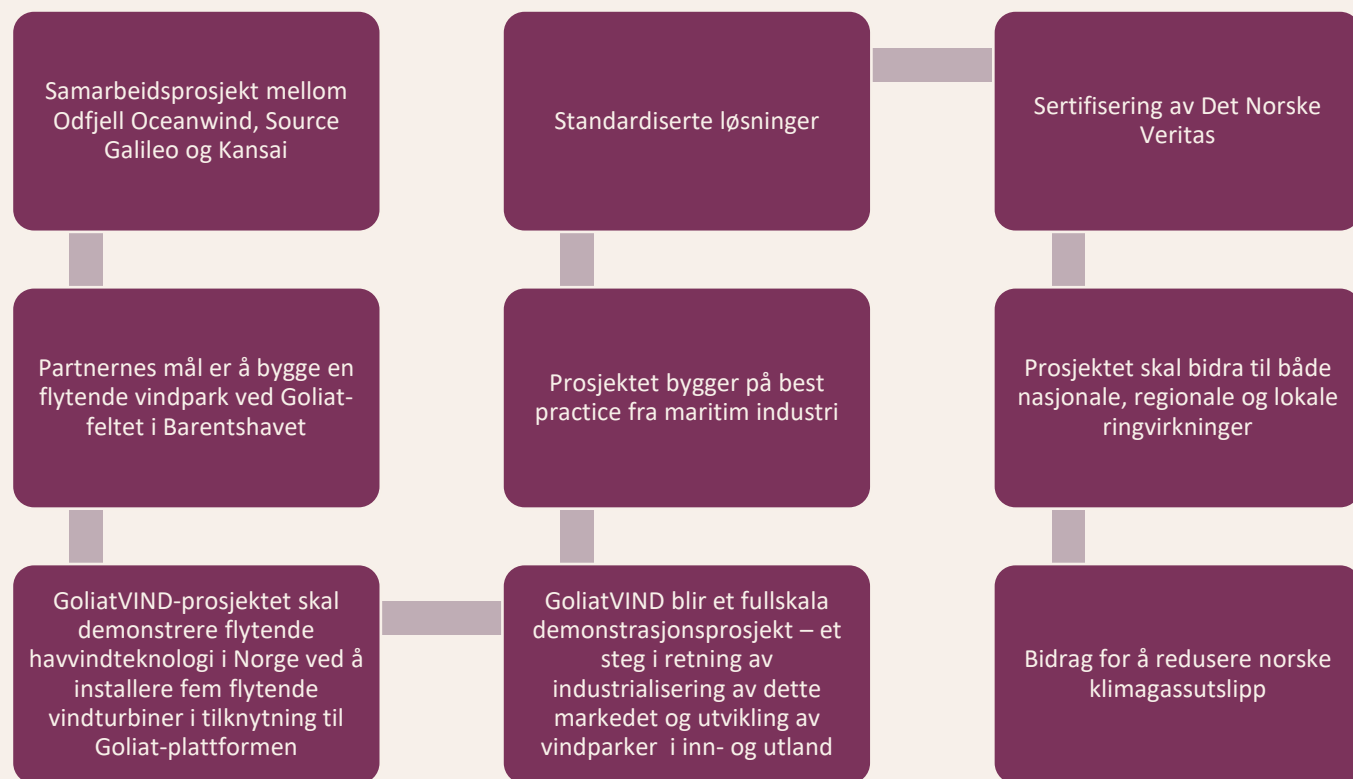 Samarbeidsprosjekt mellom
Odfjell Oceanwind, Source
Galileo og Kansai
Partnernes mål er å bygge en
flytende vindpark ved Goliat-
feltet i Barentshavet
GoliatVIND-prosjektet skal
demonstrere flytende
havvindteknologi i Norge ved å
installere fem flytende
vindturbiner i tilknytning til
Goliat-plattformen
GoliatVIND blir et fullskala
demonstrasjonsprosjekt – et
steg i retning av
industrialisering av dette
markedet og utvikling av
vindparker i inn- og utland
Prosjektet bygger på best
practice fra maritim industri
Standardiserte løsninger
Sertifisering av Det Norske
Veritas
Prosjektet skal bidra til både
nasjonale, regionale og lokale
ringvirkninger
Bidrag for å redusere norske
klimagassutslipp